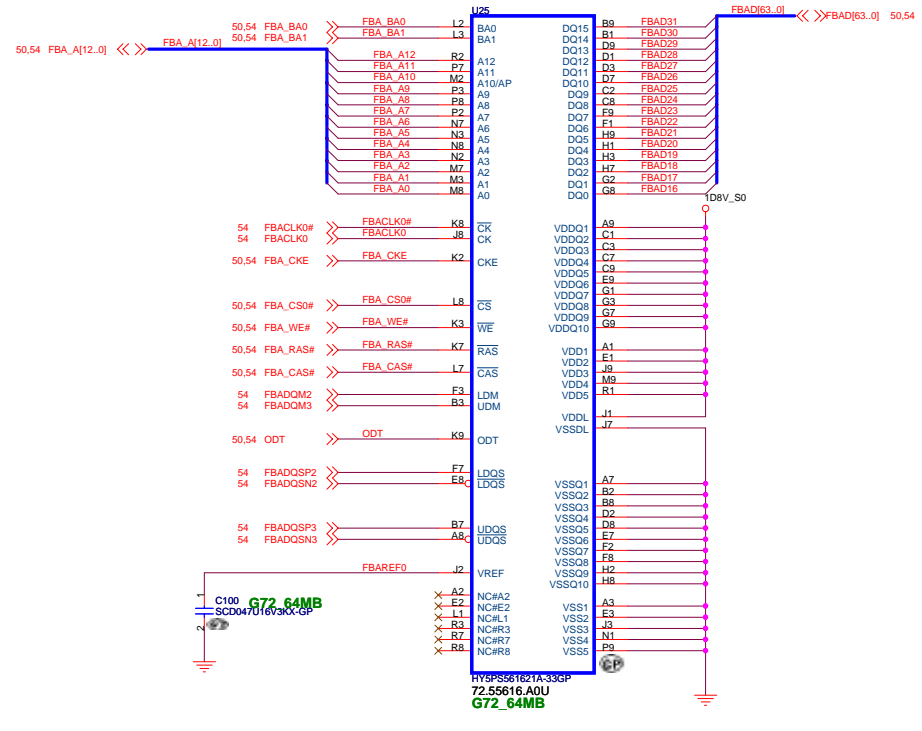 U25
50,54 FBA_BA0 FBA_BA0 L2 BA0 DQ15 B9 FBAD31 FBAD[63..0] FBAD[63..0] 50,54
50,54 FBA_BA1 FBA_BA1 L3 BA1 DQ14 B1 FBAD30
50,54 FBA_A[12..0] FBA_A[12..0] DQ13 D9 FBAD29
FBA_A12 R2 A12 DQ12 D1 FBAD28
FBA_A11 P7 A11 DQ11 D3 FBAD27
FBA_A10 M2 A10/AP DQ10 D7 FBAD26
FBA_A9 P3 A9 DQ9 C2 FBAD25
FBA_A8 P8 A8 DQ8 C8 FBAD24
FBA_A7 P2 A7 DQ7 F9 FBAD23
FBA_A6 N7 A6 DQ6 F1 FBAD22
FBA_A5 N3 A5 DQ5 H9 FBAD21
FBA_A4 N8 A4 DQ4 H1 FBAD20
FBA_A3 N2 A3 DQ3 H3 FBAD19
FBA_A2 M7 A2 DQ2 H7 FBAD18
FBA_A1 M3 A1 DQ1 G2 FBAD17
FBA_A0 M8 A0 DQ0 G8 FBAD16
1D8V_S0
54 FBACLK0# FBACLK0# K8 CK VDDQ1 A9
54 FBACLK0 FBACLK0 J8 CK VDDQ2 C1
VDDQ3 C3
50,54 FBA_CKE FBA_CKE K2 CKE VDDQ4 C7
VDDQ5 C9
VDDQ6 E9
VDDQ7 G1
50,54 FBA_CS0# FBA_CS0# L8 CS VDDQ8 G3
VDDQ9 G7
50,54 FBA_WE# FBA_WE# K3 WE VDDQ10 G9
50,54 FBA_RAS# FBA_RAS# K7 RAS VDD1 A1
VDD2 E1
50,54 FBA_CAS# FBA_CAS# L7 CAS VDD3 J9
VDD4 M9
54 FBADQM2 F3 LDM VDD5 R1
54 FBADQM3 B3 UDM
VDDL J1
VSSDL J7
50,54 ODT ODT K9 ODT
54 FBADQSP2 F7 LDQS
54 FBADQSN2 E8 LDQS VSSQ1 A7
VSSQ2 B2
VSSQ3 B8
VSSQ4 D2
54 FBADQSP3 B7 UDQS VSSQ5 D8
54 FBADQSN3 A8 UDQS VSSQ6 E7
VSSQ7 F2
VSSQ8 F8
FBAREF0 J2 VREF VSSQ9 H2
VSSQ10 H8
1
A2 NC#A2
C100 G72_64MB E2 NC#E2 VSS1 A3
SCD047U16V3KX-GP L1 NC#L1 VSS2 E3
2 R3 NC#R3 VSS3 J3
R7 NC#R7 VSS4 N1
R8 NC#R8 VSS5 P9
GP
HY5PS561621A-33GP
72.55616.A0U
G72_64MB